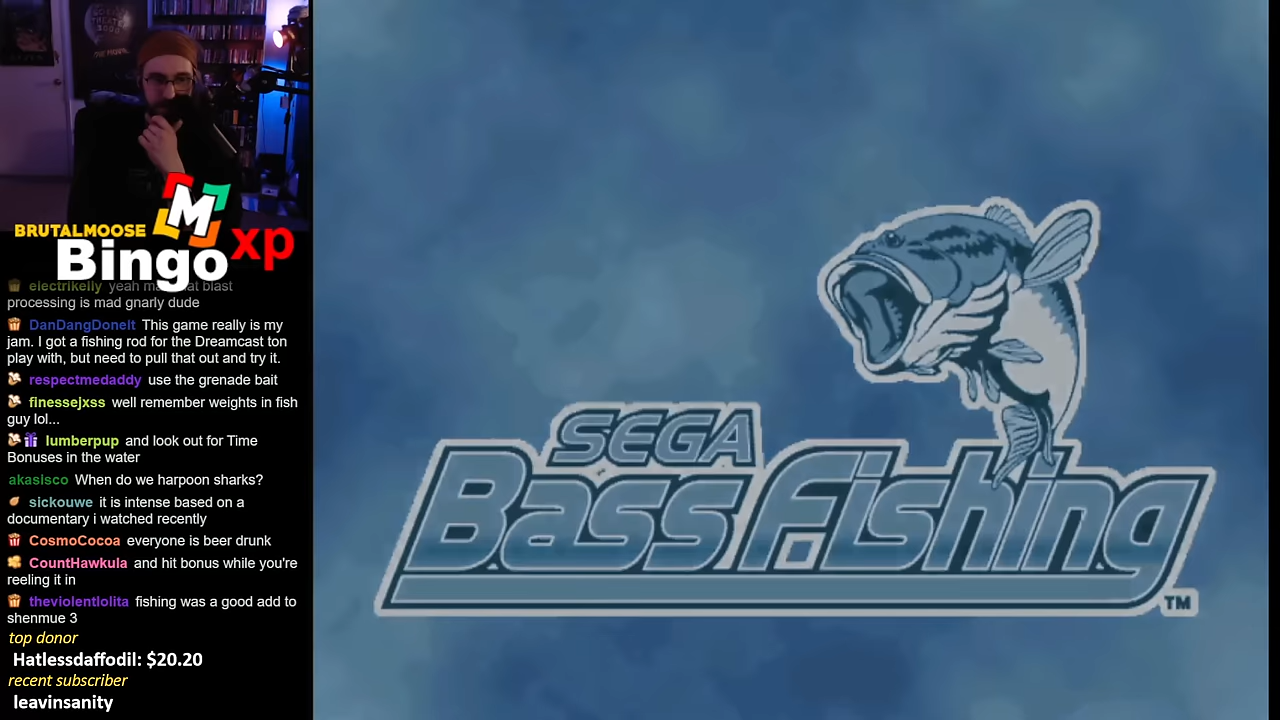 BRUTALMOOSE
M
Bingo xp
electrikelly yeah
at blast
processing is mad gnarly dude
DanDangDoneIt This game really is my
jam. I got a fishing rod for the Dreamcast ton
play with, but need to pull that out and try it.
respectmedaddy use the grenade bait
finessejxss well remember weights in fish
guy lol...
lumberpup and look out for Time
Bonuses in the water
akasisco When do we harpoon sharks?
sickouwe it is intense based on a
documentary i watched recently
CosmoCocoa everyone is beer drunk
CountHawkula and hit bonus while you're
reeling it in
theviolentlolita fishing was a good add to
shenmue 3
top donor
Hatlessdaffodil: $20.20
recent subscriber
leavinsanity
SEGA
Bass Fishing
TM